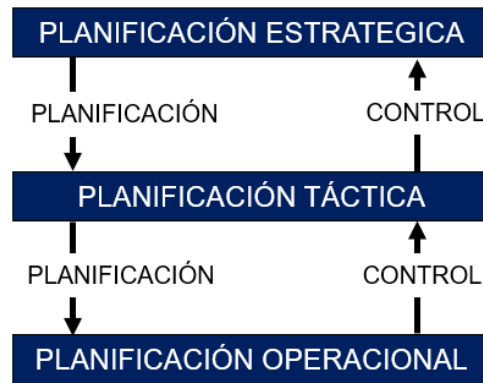 PLANIFICACIÓN ESTRATEGICA
PLANIFICACIÓN CONTROL
PLANIFICACIÓN TÁCTICA
PLANIFICACIÓN CONTROL
PLANIFICACIÓN OPERACIONAL